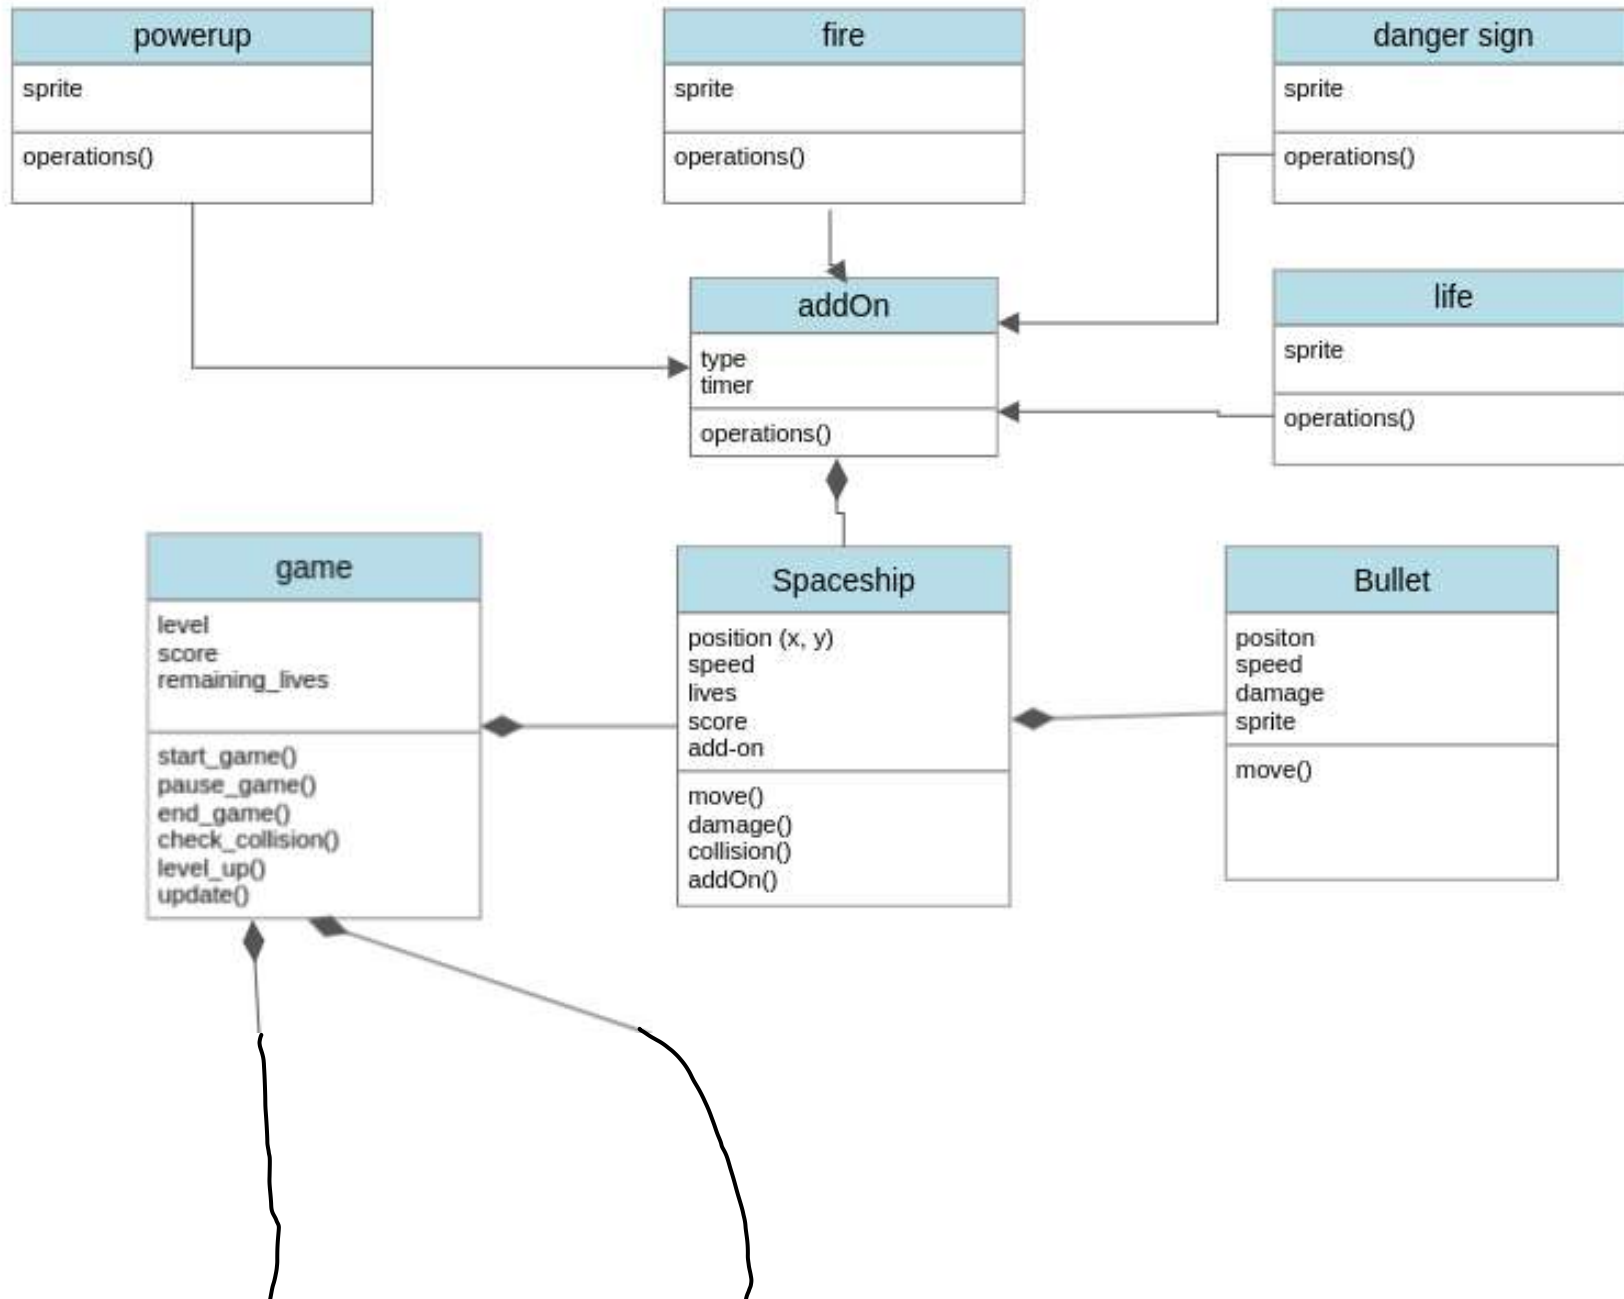 powerup
sprite
operations()
fire
sprite
operations()
danger sign
sprite
operations()
addOn
type
timer
operations()
life
sprite
operations()
game
level
score
remaining_lives
start_game()
pause_game()
end_game()
check_collision()
level_up()
update()
Spaceship
position (x, y)
speed
lives
score
add-on
move()
damage()
collision()
addOn()
Bullet
positon
speed
damage
sprite
move()